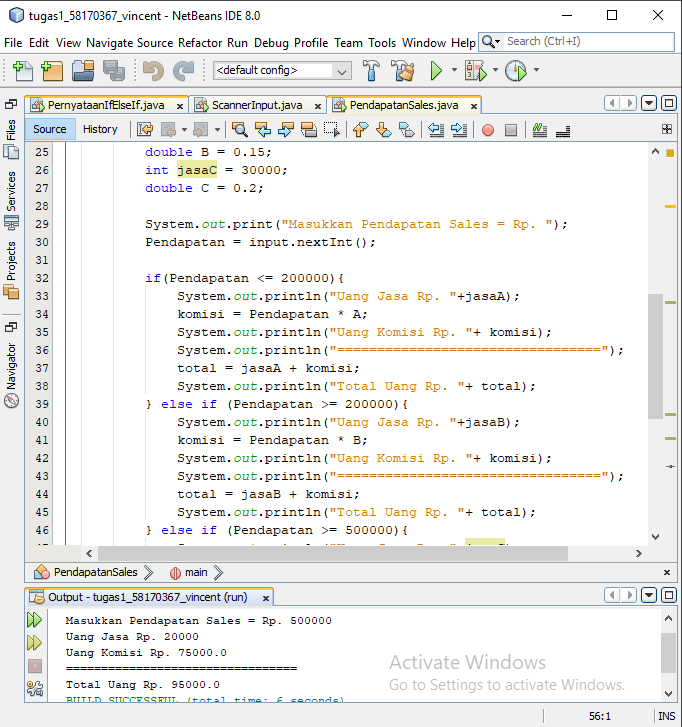 tugas1_58170367_vincent - NetBeans IDE 8.0
File Edit View Navigate Source Refactor Run Debug Profile Team Tools Window Help Search (Ctrl+I)
<default config>
PernyataanIfElseIf.java x ScannerInput.java x PendapatanSales.java x
Source History
Files
Services
Projects
Navigator
25 double B = 0.15;
26 int jasaC = 30000;
27 double C = 0.2;
28
29 System.out.print("Masukkan Pendapatan Sales = Rp. ");
30 Pendapatan = input.nextInt();
31
32 if(Pendapatan <= 200000){
33 System.out.println("Uang Jasa Rp. "+jasaA);
34 komisi = Pendapatan * A;
35 System.out.println("Uang Komisi Rp. "+ komisi);
36 System.out.println("=================================");
37 total = jasaA + komisi;
38 System.out.println("Total Uang Rp. "+ total);
39 } else if (Pendapatan >= 200000){
40 System.out.println("Uang Jasa Rp. "+jasaB);
41 komisi = Pendapatan * B;
42 System.out.println("Uang Komisi Rp. "+ komisi);
43 System.out.println("=================================");
44 total = jasaB + komisi;
45 System.out.println("Total Uang Rp. "+ total);
46 } else if (Pendapatan >= 500000){
PendapatanSales main
Output - tugas1_58170367_vincent (run) x
Masukkan Pendapatan Sales = Rp. 500000
Uang Jasa Rp. 20000
Uang Komisi Rp. 75000.0
=================================
Total Uang Rp. 95000.0
BUILD SUCCESSFUL (total time: 6 seconds)
Activate Windows
Go to Settings to activate Windows.
56:1 INS